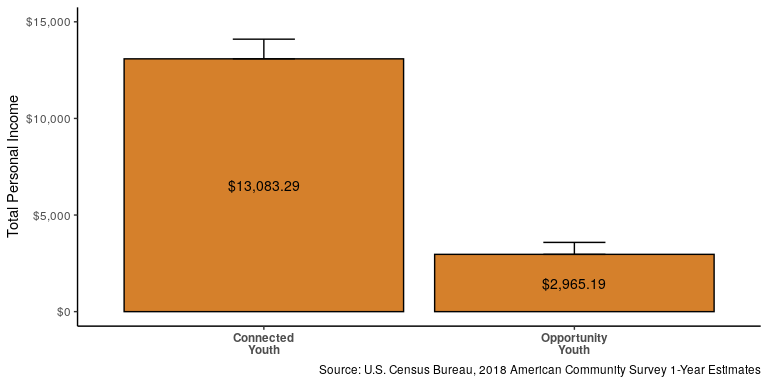 $15,000
$10,000
$5,000
$0
Total Personal Income
$13,083.29
$2,965.19
Connected
Youth
Opportunity
Youth
Source: U.S. Census Bureau, 2018 American Community Survey 1-Year Estimates